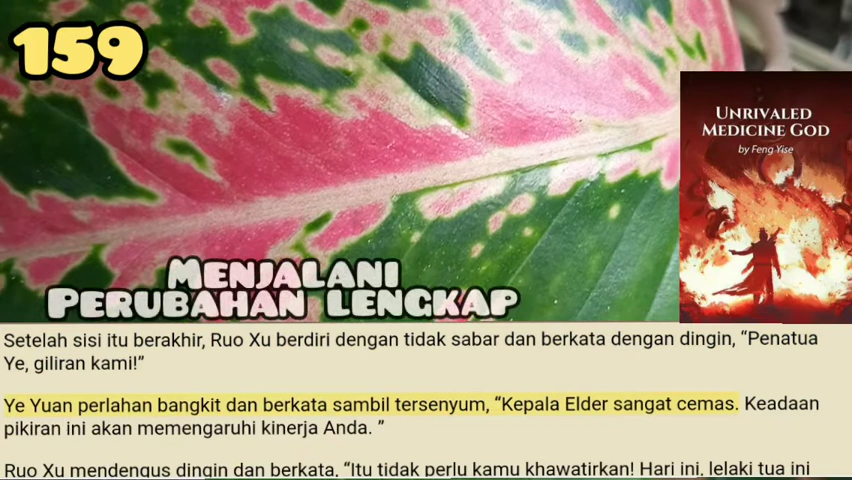 159
UNRIVALED
MEDICINE GOD
by Feng Yise
MENJALANI
PERUBAHAN LENGKAP
Setelah sisi itu berakhir, Ruo Xu berdiri dengan tidak sabar dan berkata dengan dingin, “Penatua
Ye, giliran kami!”
Ye Yuan perlahan bangkit dan berkata sambil tersenyum, “Kepala Elder sangat cemas. Keadaan
pikiran ini akan memengaruhi kinerja Anda. ”
Ruo Xu mendengus dingin dan berkata, “Itu tidak perlu kamu khawatirkan! Hari ini, lelaki tua ini